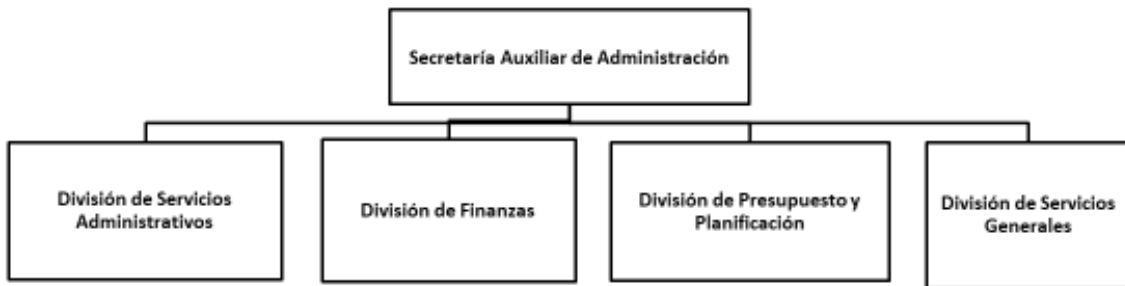 Secretaría Auxiliar de Administración
División de Servicios
Administrativos
División de Finanzas
División de Presupuesto y
Planificación
División de Servicios
Generales